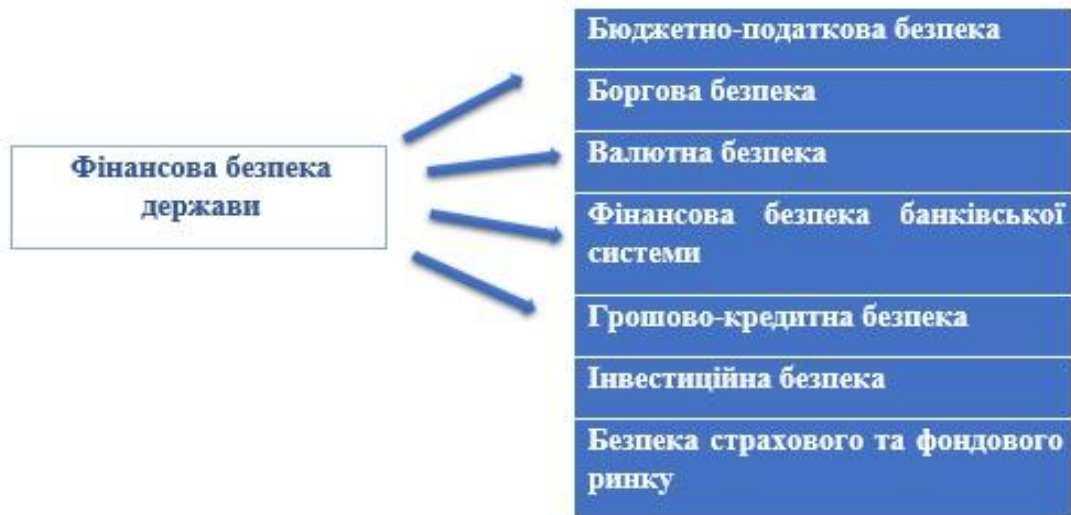 Фінансова безпека
держави
Бюджетно-податкова безпека
Боргова безпека
Валютна безпека
Фінансова безпека банківської
системи
Грошово-кредитна безпека
Інвестиційна безпека
Безпека страхового та фондового
ринку